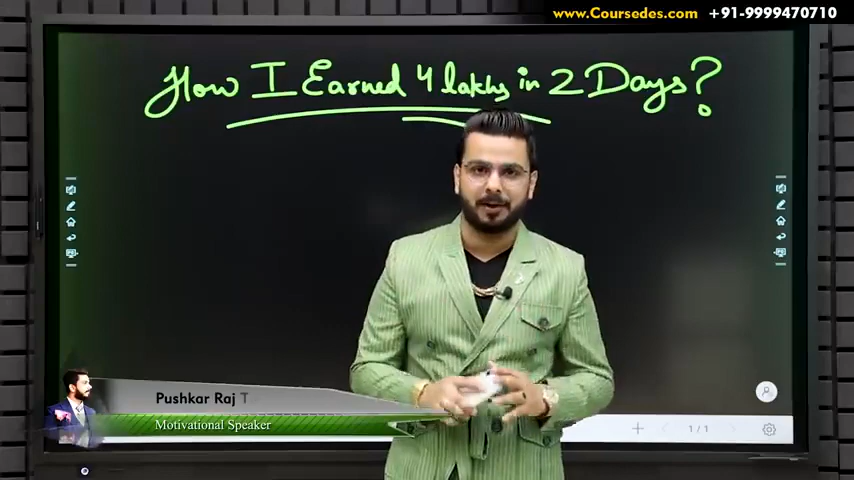 www.Coursedes.com +91-9999470710
How I Earned 4 lakhs in 2 Days?
Pushkar Raj T
Motivational Speaker
1/1